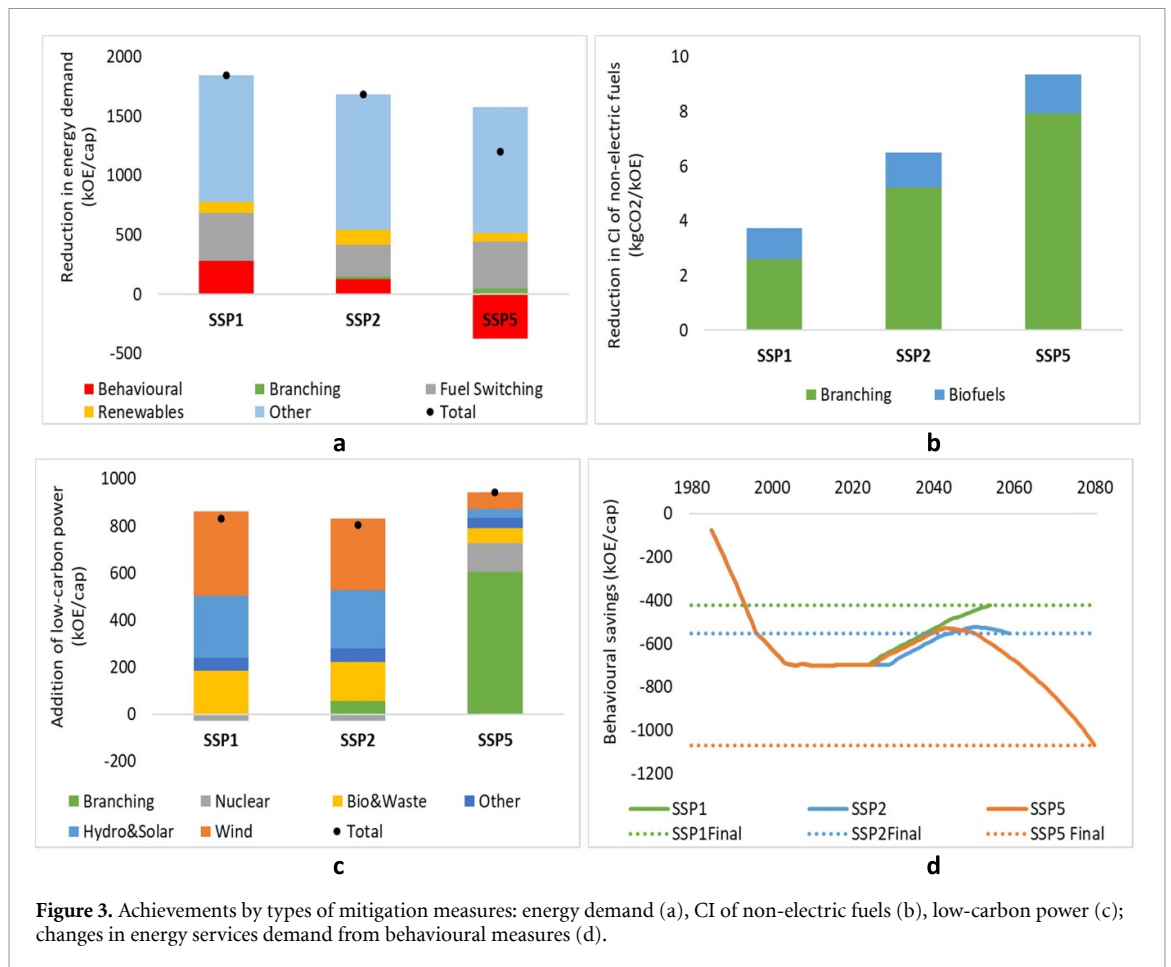 Reduction in energy demand
(kOE/cap)
2000
1500
1000
500
0
-500
SSP1
SSP2
SSP5
Behavioural
Branching
Fuel Switching
Renewables
Other
Total
a
Reduction in CI of non-electric fuels
(kgCO2/kOE)
10
8
6
4
2
0
SSP1
SSP2
SSP5
Branching
Biofuels
b
Addition of low-carbon power
(kOE/cap)
1000
800
600
400
200
0
-200
SSP1
SSP2
SSP5
Branching
Nuclear
Bio&Waste
Other
Hydro&Solar
Wind
Total
c
Behavioural savings (kOE/cap)
1980
2000
2020
2040
2060
2080
0
-200
-400
-600
-800
-1000
-1200
SSP1
SSP2
SSP5
SSP1Final
SSP2Final
SSP5 Final
d
Figure 3. Achievements by types of mitigation measures: energy demand (a), CI of non-electric fuels (b), low-carbon power (c);
changes in energy services demand from behavioural measures (d).